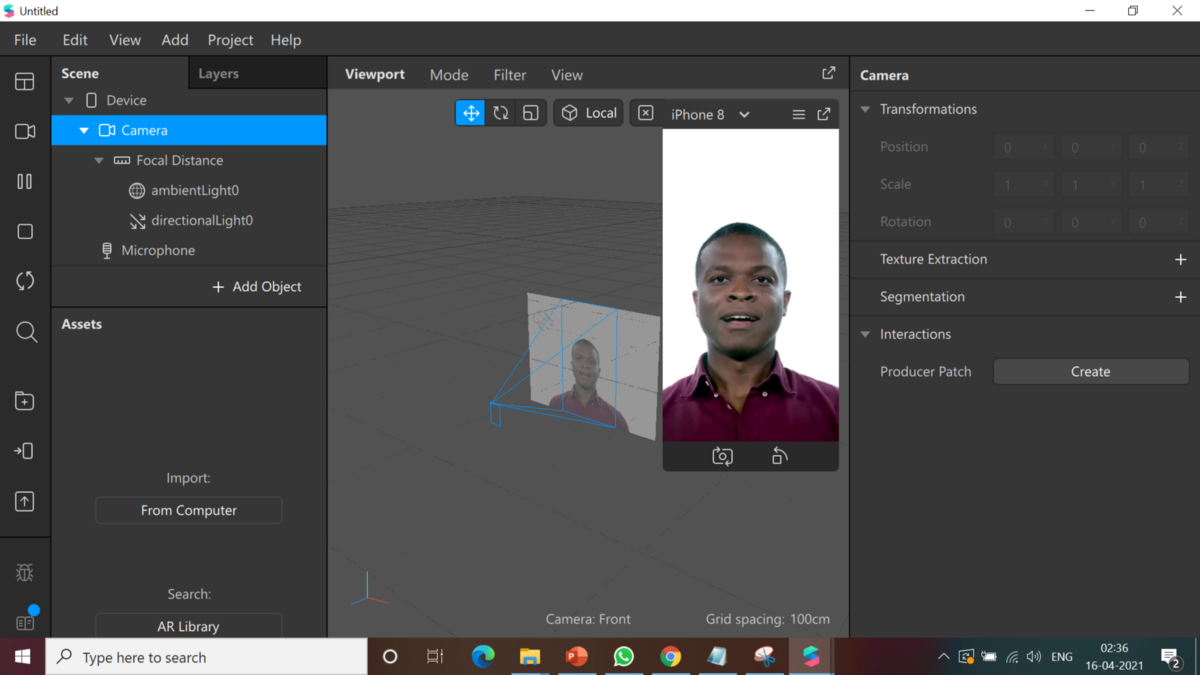 Untitled
File Edit View Add Project Help
Scene Layers
Device
Camera
Focal Distance
ambientLight0
directionalLight0
Microphone
+ Add Object
Assets
Import:
From Computer
Search:
AR Library
Viewport Mode Filter View
Local
iPhone 8
Camera: Front
Grid spacing: 100cm
Camera
Transformations
Position 0 X 0 Y 0 Z
Scale 1 X 1 Y 1 Z
Rotation 0 X 0 Y 0 Z
Texture Extraction +
Segmentation +
Interactions
Producer Patch Create
Type here to search
ENG
02:36
16-04-2021
2